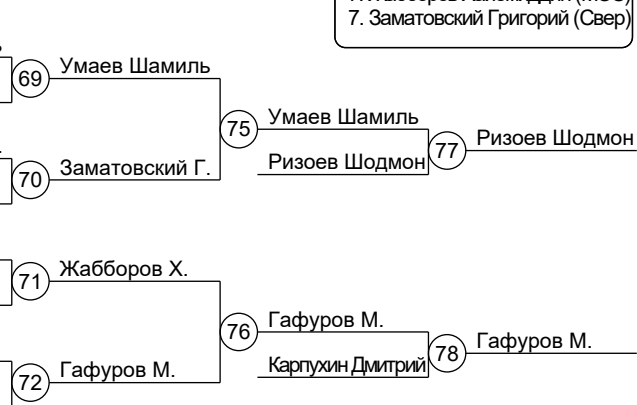 7. Заматовский Григорий (Свер)
69
Умаев Шамиль
75
Умаев Шамиль
70
Заматовский Г.
Ризоев Шодмон
77
Ризоев Шодмон
71
Жабборов Х.
76
Гафуров М.
72
Гафуров М.
Карпухин Дмитрий
78
Гафуров М.